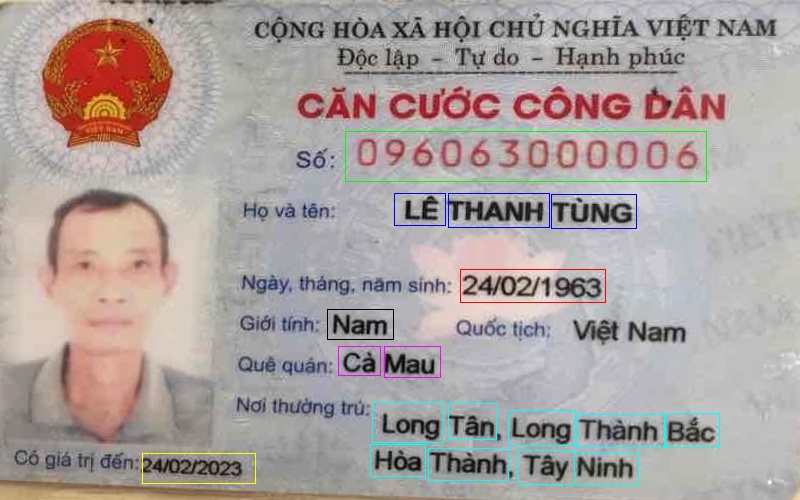 CỘNG HÒA XÃ HỘI CHỦ NGHĨA VIỆT NAM
Độc lập - Tự do - Hạnh phúc
CĂN CƯỚC CÔNG DÂN
Số: 096063000006
Họ và tên: LÊ THANH TÙNG
Ngày, tháng, năm sinh: 24/02/1963
Giới tính: Nam Quốc tịch: Việt Nam
Quê quán: Cà Mau
Nơi thường trú: Long Tân, Long Thành Bắc
Hòa Thành, Tây Ninh
Có giá trị đến: 24/02/2023